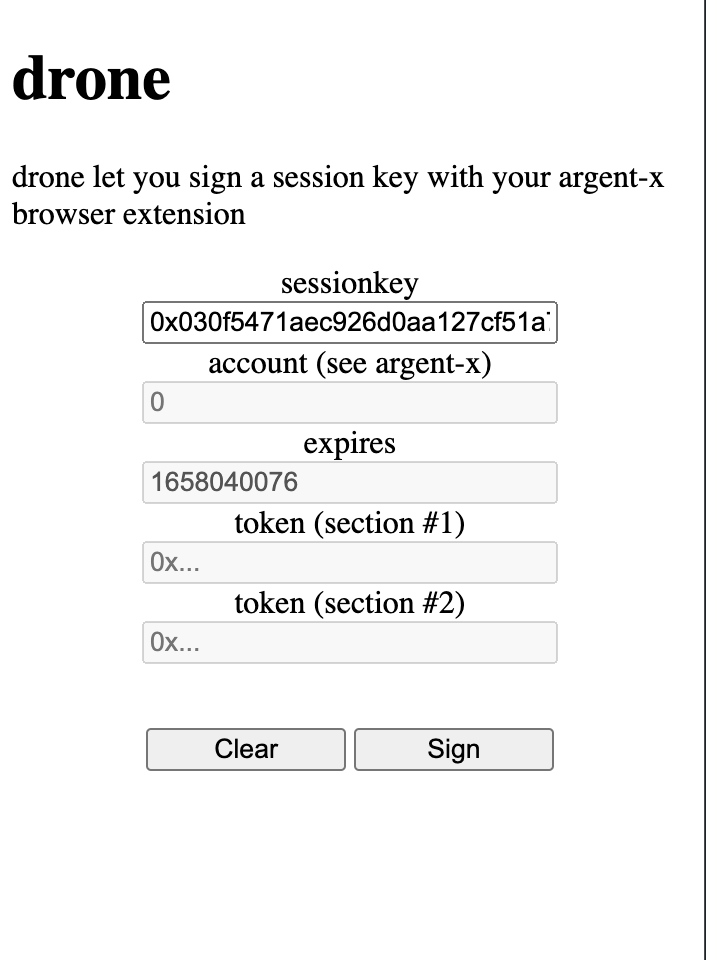 drone
drone let you sign a session key with your argent-x
browser extension
sessionkey
0x030f5471aec926d0aa127cf51a
account (see argent-x)
0
expires
1658040076
token (section #1)
0x...
token (section #2)
0x...
Clear Sign